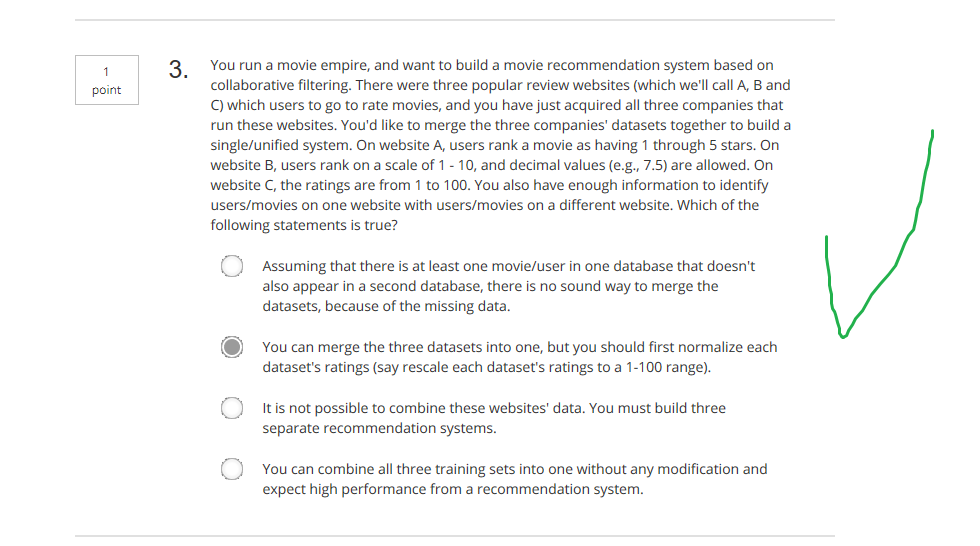 1
point
3.
You run a movie empire, and want to build a movie recommendation system based on
collaborative filtering. There were three popular review websites (which we'll call A, B and
C) which users to go to rate movies, and you have just acquired all three companies that
run these websites. You'd like to merge the three companies' datasets together to build a
single/unified system. On website A, users rank a movie as having 1 through 5 stars. On
website B, users rank on a scale of 1 - 10, and decimal values (e.g., 7.5) are allowed. On
website C, the ratings are from 1 to 100. You also have enough information to identify
users/movies on one website with users/movies on a different website. Which of the
following statements is true?
Assuming that there is at least one movie/user in one database that doesn't
also appear in a second database, there is no sound way to merge the
datasets, because of the missing data.
You can merge the three datasets into one, but you should first normalize each
dataset's ratings (say rescale each dataset's ratings to a 1-100 range).
It is not possible to combine these websites' data. You must build three
separate recommendation systems.
You can combine all three training sets into one without any modification and
expect high performance from a recommendation system.